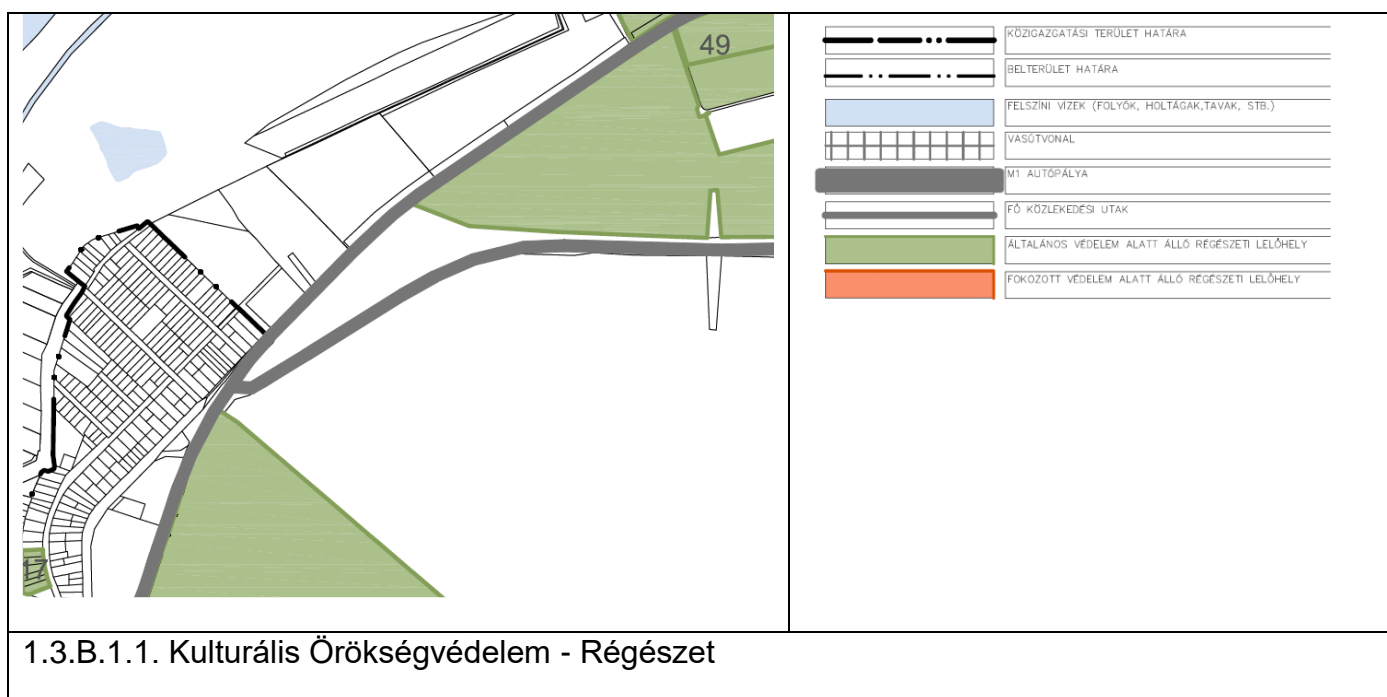 49
17
KÖZIGAZGATÁSI TERÜLET HATÁRA
BELTERÜLET HATÁRA
FELSZÍNI VÍZEK (FOLYÓK, HOLTÁGAK,TAVAK, STB.)
VASÚTVONAL
M1 AUTÓPÁLYA
FŐ KÖZLEKEDÉSI UTAK
ÁLTALÁNOS VÉDELEM ALATT ÁLLÓ RÉGÉSZETI LELŐHELY
FOKOZOTT VÉDELEM ALATT ÁLLÓ RÉGÉSZETI LELŐHELY
1.3.B.1.1. Kulturális Örökségvédelem - Régészet